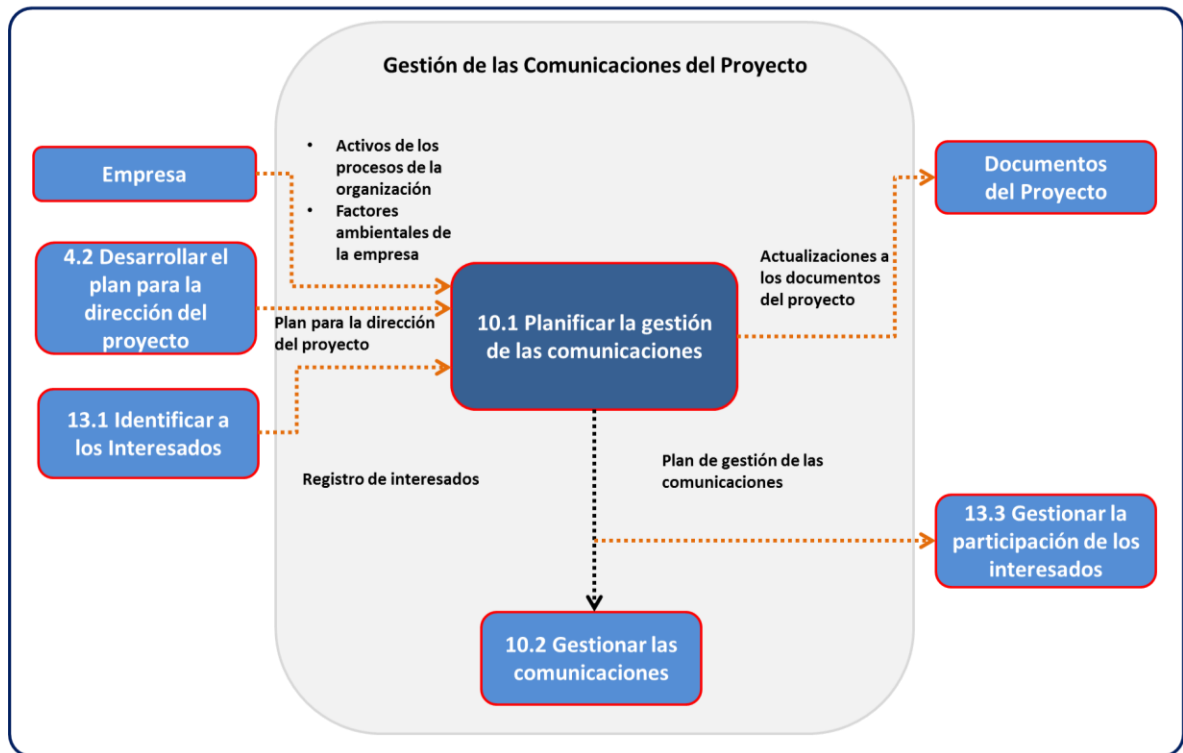 Gestión de las Comunicaciones del Proyecto
• Activos de los
procesos de la
organización
• Factores
ambientales de
la empresa
Empresa
4.2 Desarrollar el
plan para la
dirección del
proyecto
13.1 Identificar a
los Interesados
Plan para la dirección
del proyecto
Registro de interesados
10.1 Planificar la gestión
de las comunicaciones
Actualizaciones a
los documentos
del proyecto
Documentos
del Proyecto
Plan de gestión de las
comunicaciones
13.3 Gestionar la
participación de los
interesados
10.2 Gestionar las
comunicaciones